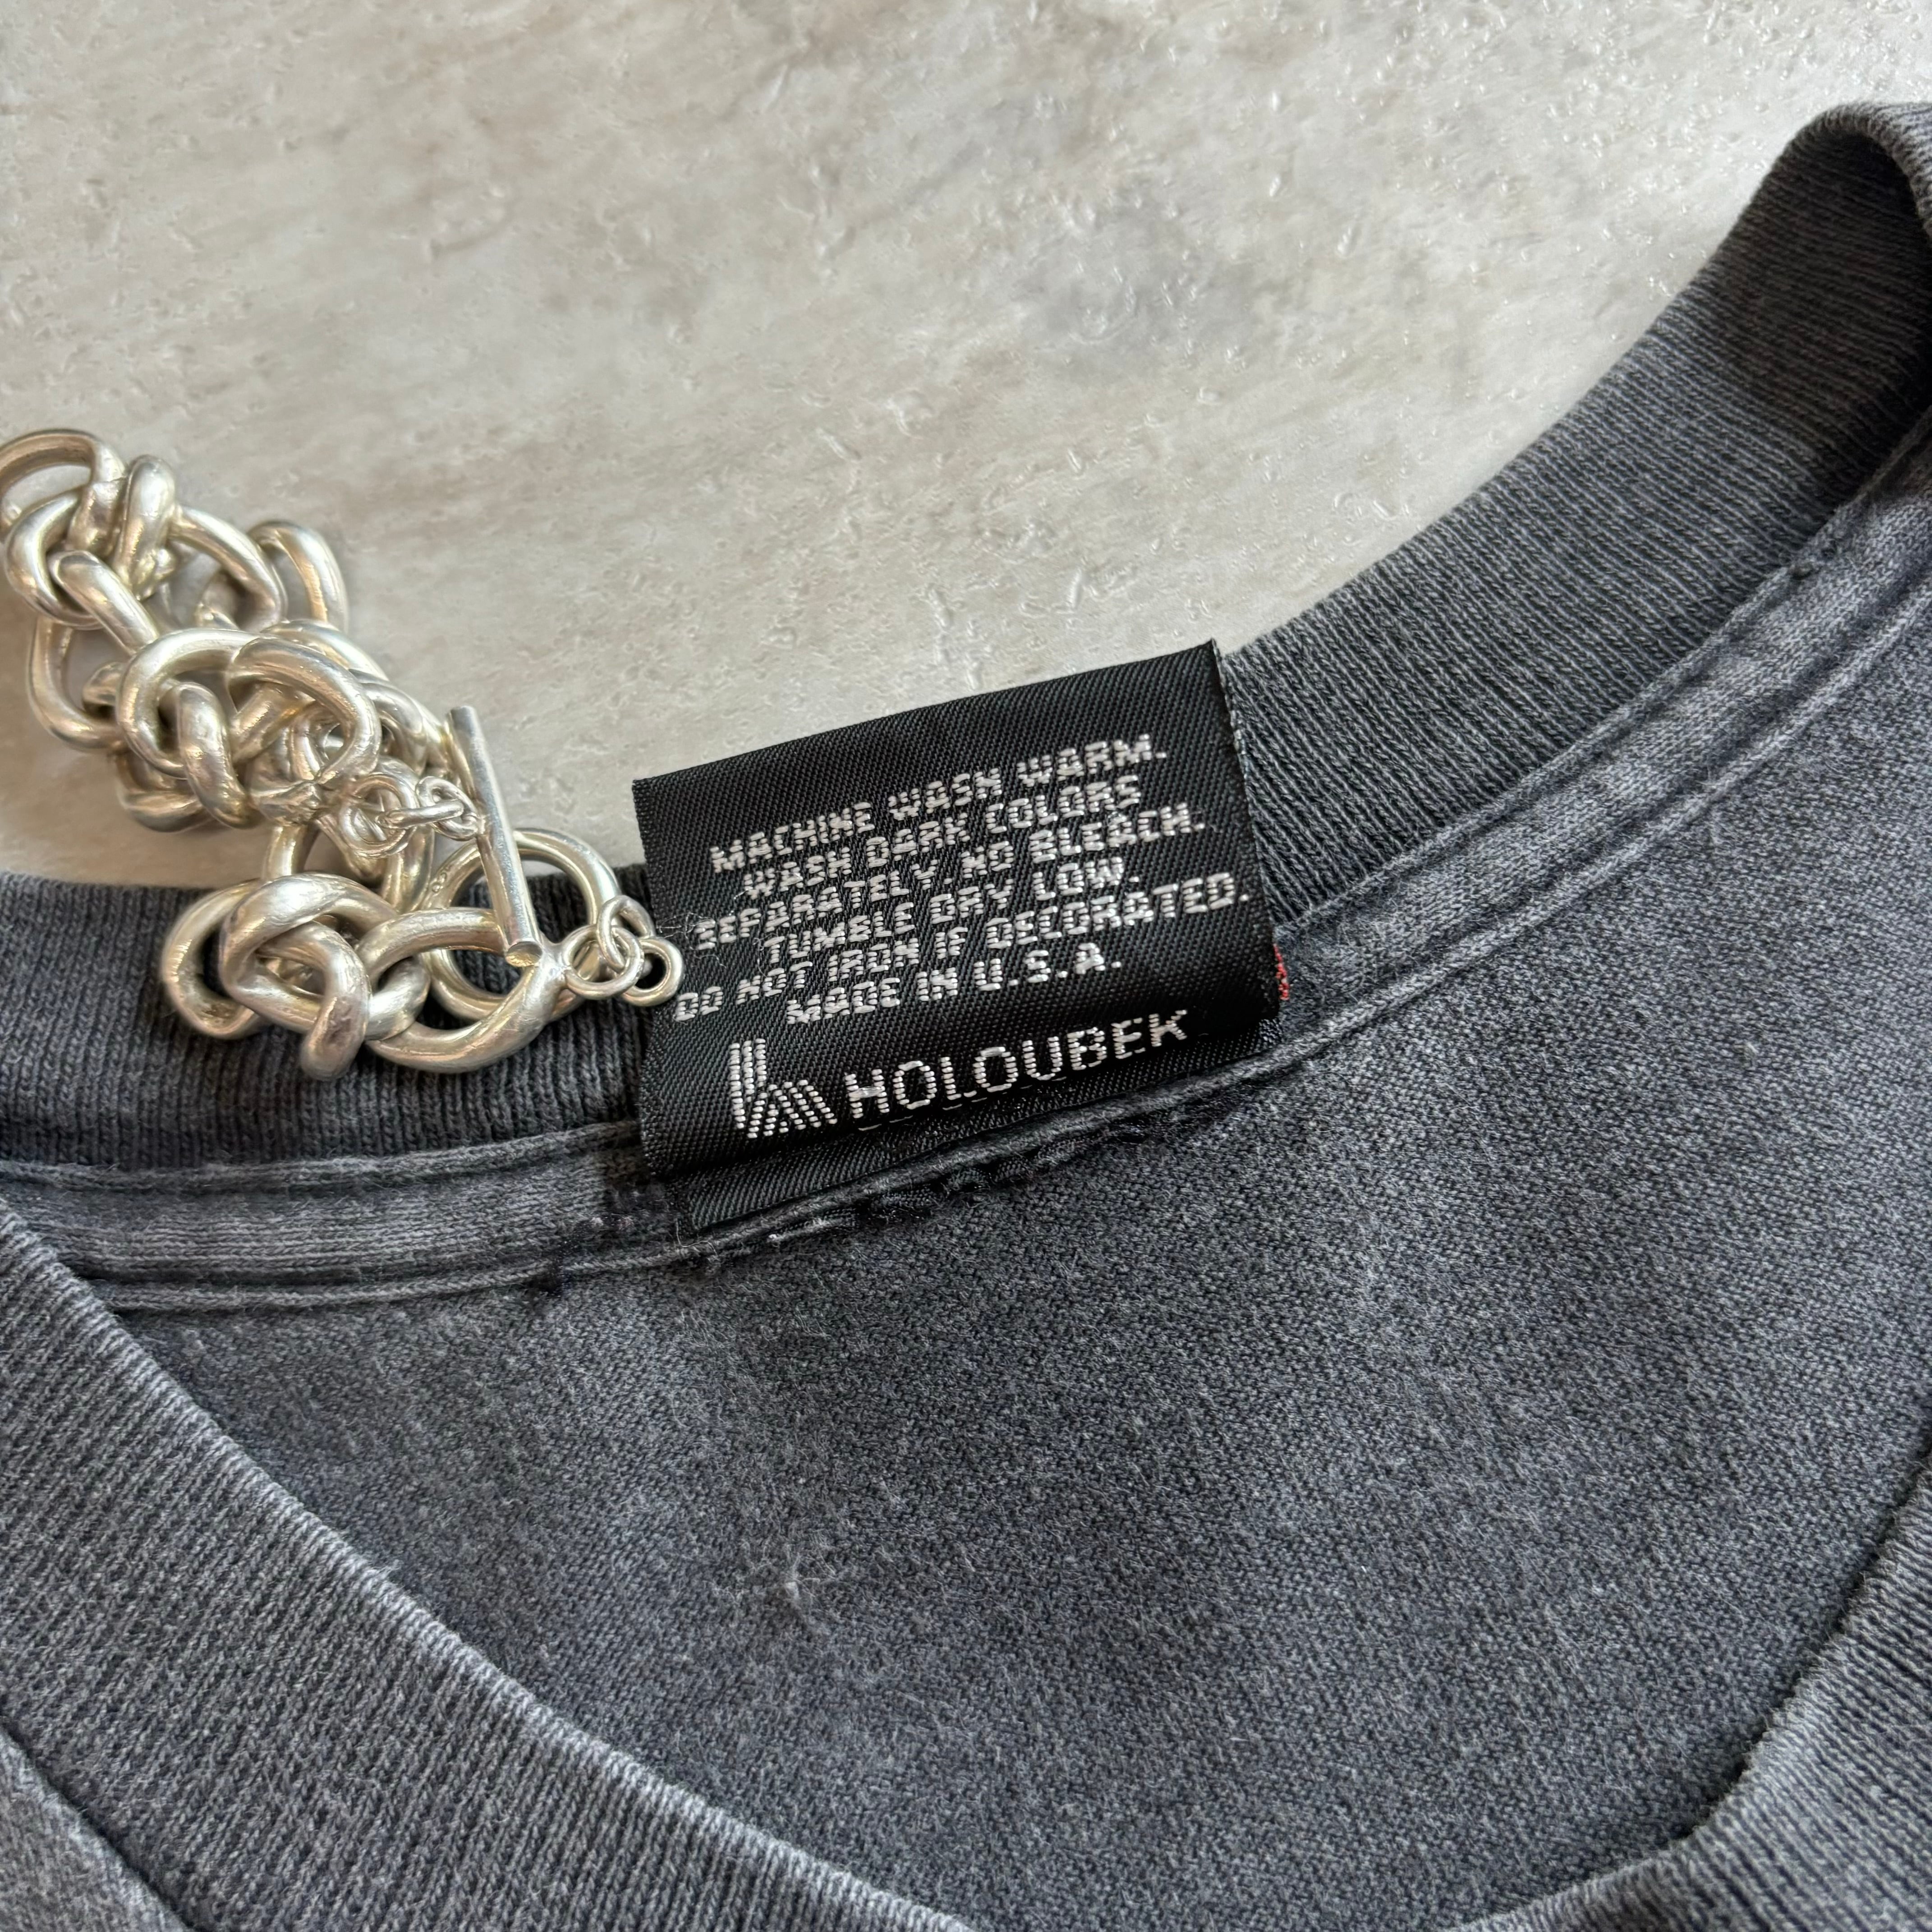 MACHINE WASH WARM.
WASH DARK COLORS
SEPARATELY. NO BLEACH.
TUMBLE DRY LOW.
DO NOT IRON IF DECORATED.
MADE IN U.S.A.
HOLOUBEK